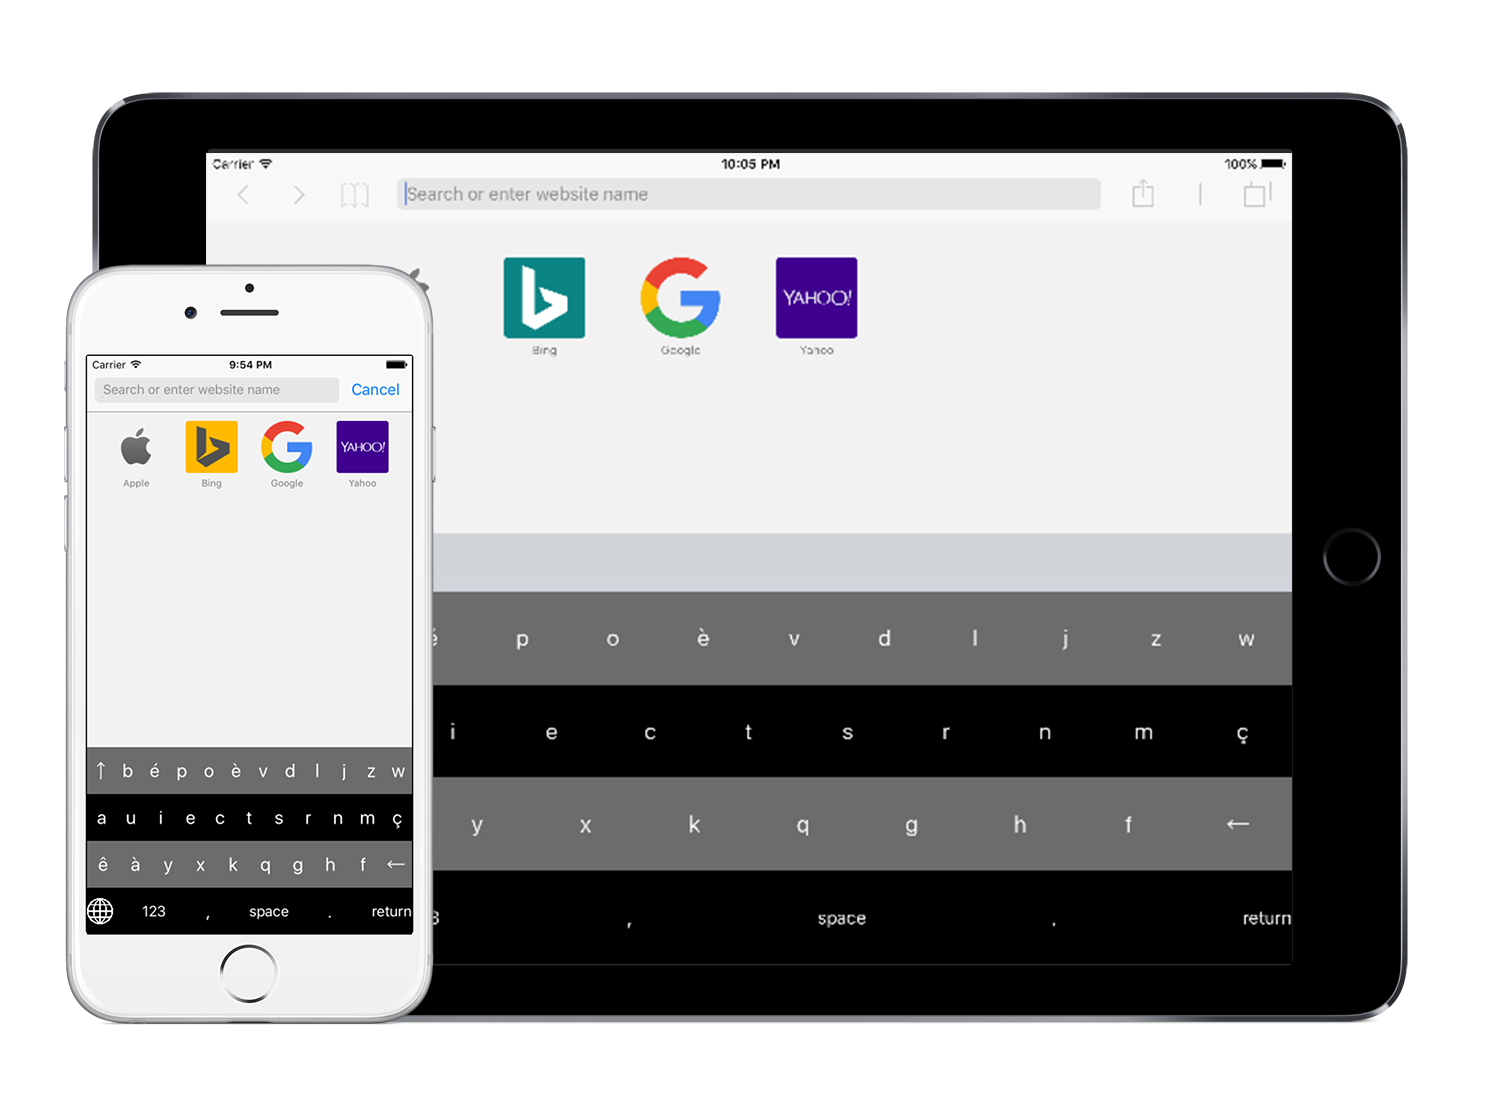 Carrier 10:05 PM 100%
Search or enter website name
YAHOO!
Bing Google Yahoo
é p o è v d l j z w
i e c t s r n m ç
y x k q g h f ←
3 , space . return
Carrier 9:54 PM
Search or enter website name Cancel
YAHOO!
Apple Bing Google Yahoo
↑ b é p o è v d l j z w
a u i e c t s r n m ç
ê à y x k q g h f ←
123 , space . return